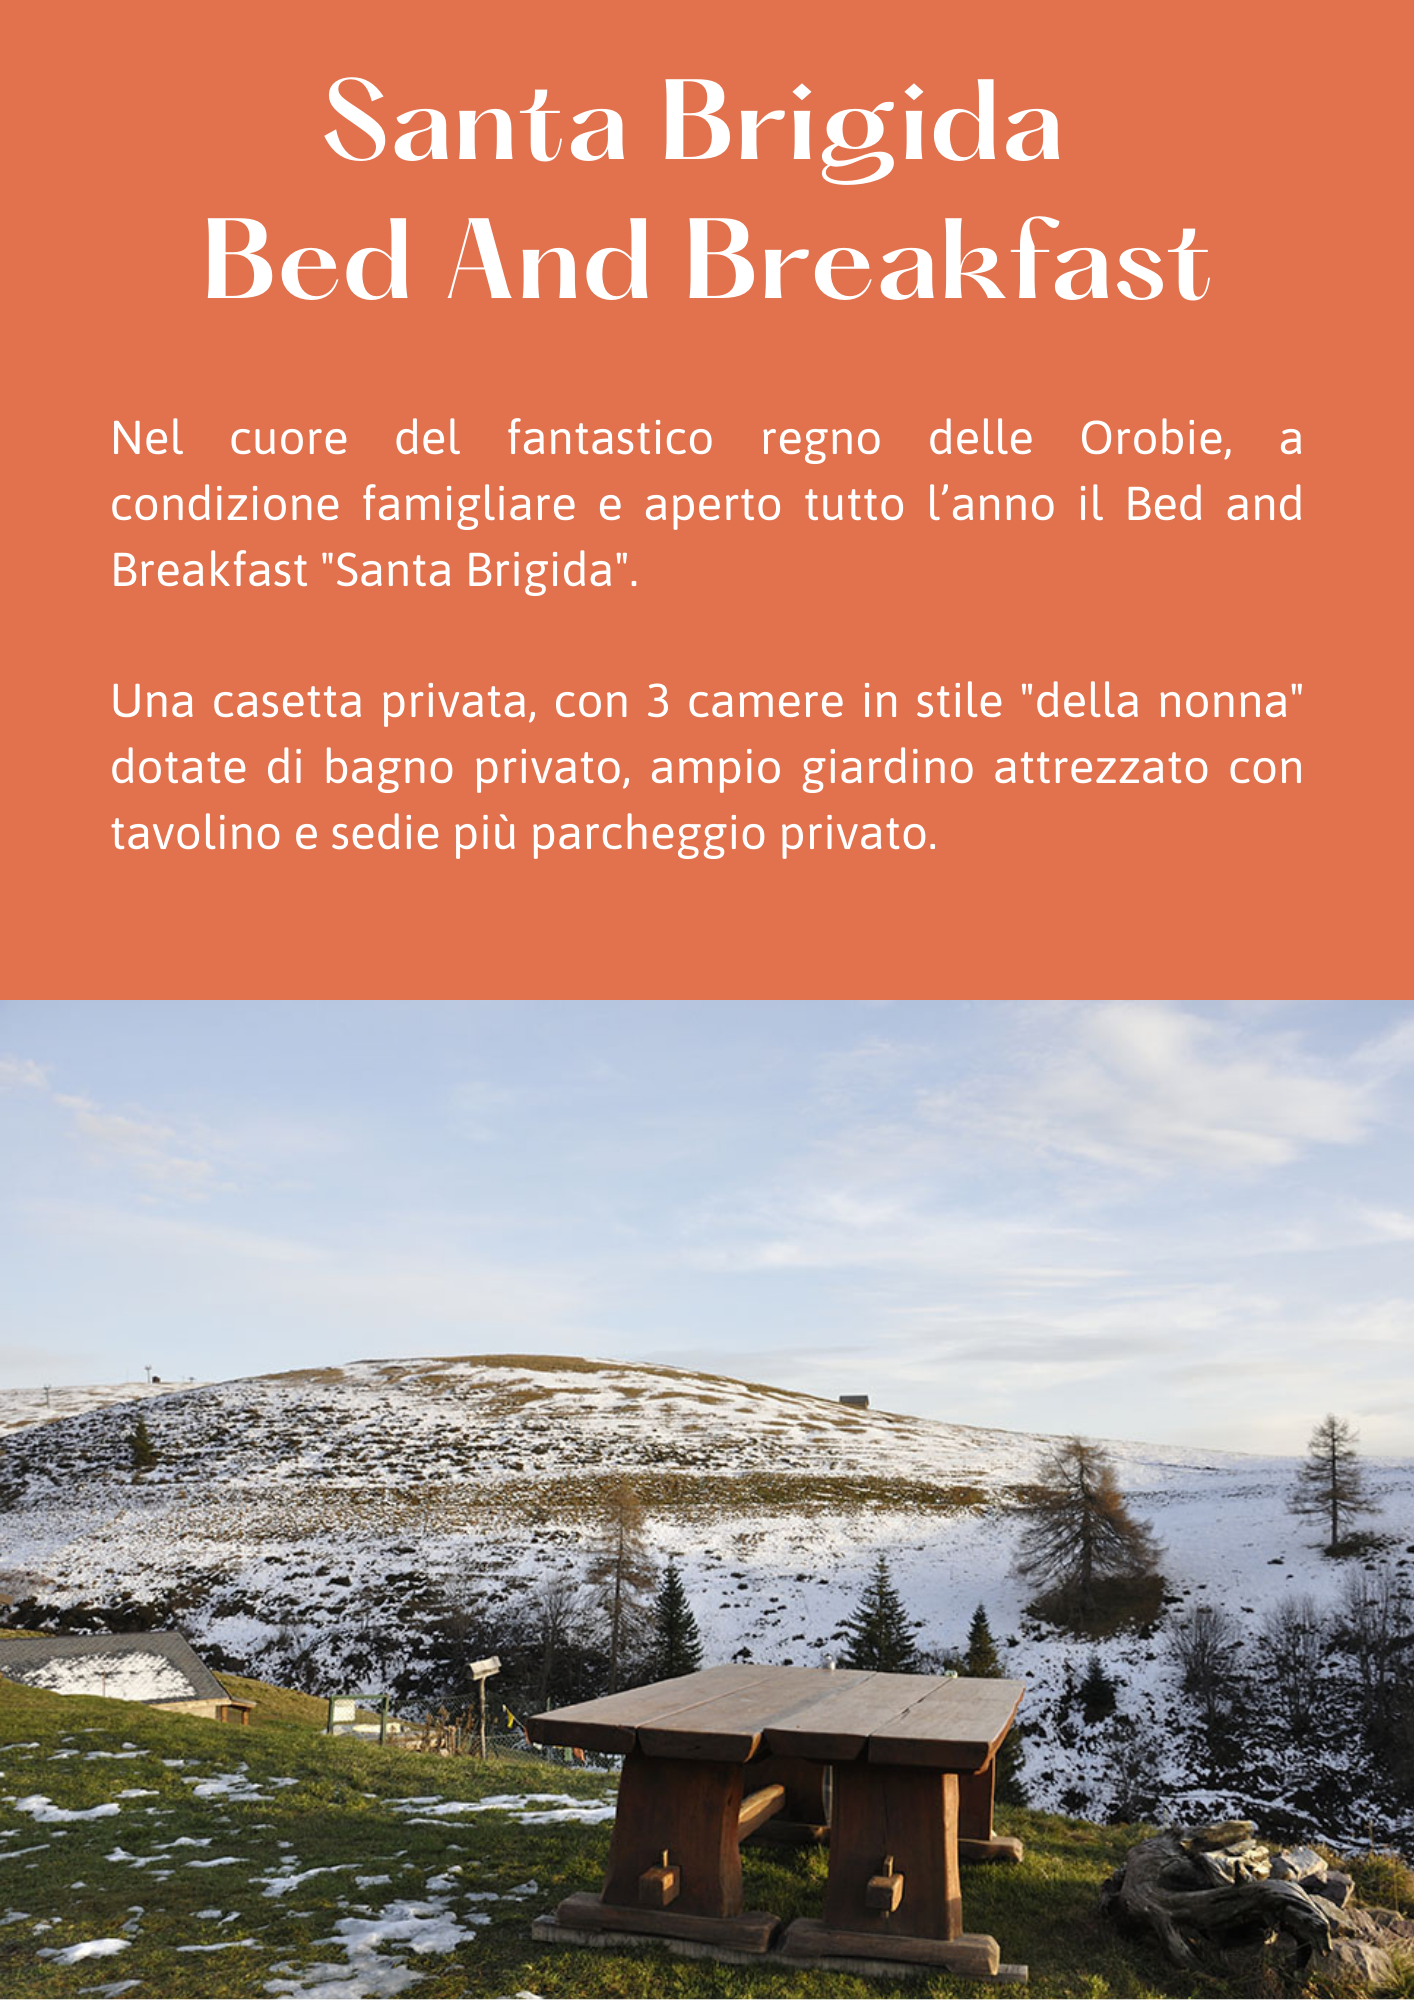 Santa Brigida
Bed And Breakfast
Nel cuore del fantastico regno delle Orobie, a
condizione famigliare e aperto tutto l’anno il Bed and
Breakfast "Santa Brigida".
Una casetta privata, con 3 camere in stile "della nonna"
dotate di bagno privato, ampio giardino attrezzato con
tavolino e sedie più parcheggio privato.